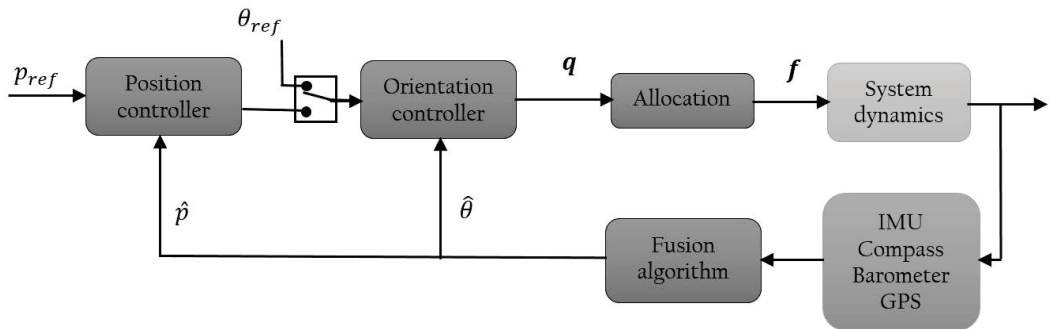 θ_ref
p_ref
Position
controller
Orientation
controller
q
Allocation
f
System
dynamics
p̂
θ̂
Fusion
algorithm
IMU
Compass
Barometer
GPS